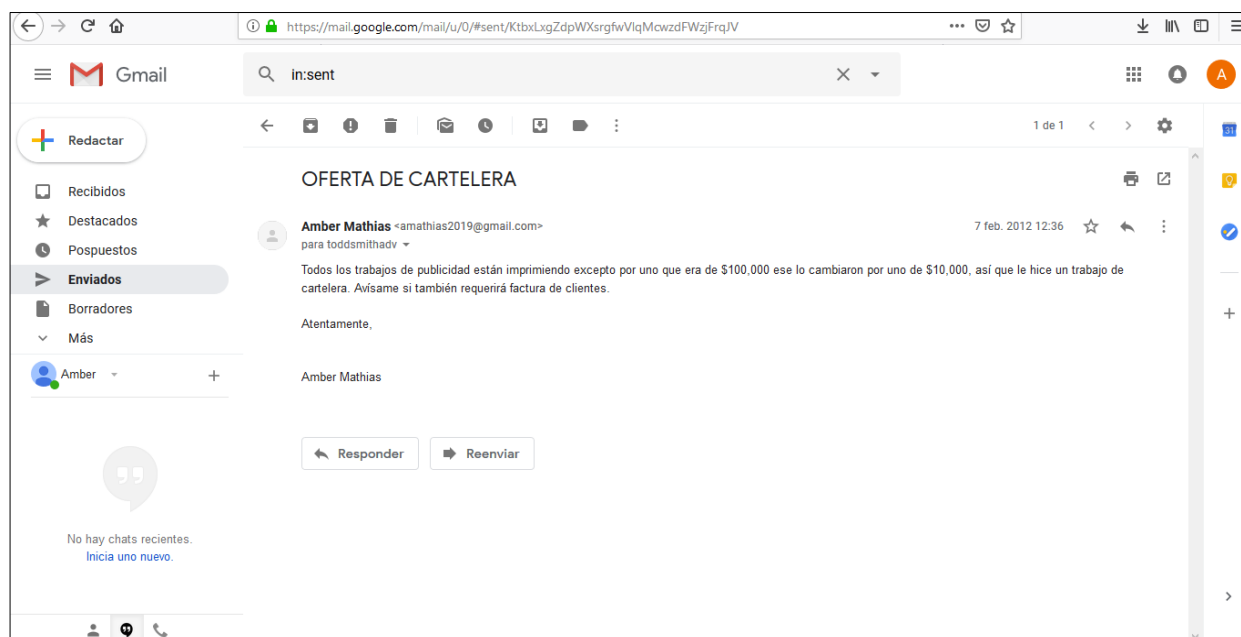 https://mail.google.com/mail/u/0/#sent/KtbxLxgZdpWXsrgfwVlqMcwzdFWzjFrqJV
Gmail
in:sent
A
Redactar
1 de 1
31
OFERTA DE CARTELERA
Recibidos
Destacados
Pospuestos
Enviados
Borradores
Más
Amber Mathias <amathias2019@gmail.com>
7 feb. 2012 12:36
para toddsmithadv
Todos los trabajos de publicidad están imprimiendo excepto por uno que era de $100,000 ese lo cambiaron por uno de $10,000, así que le hice un trabajo de
cartelera. Avísame si también requerirá factura de clientes.
Atentamente,
Amber Mathias
Amber
Responder
Reenviar
No hay chats recientes.
Inicia uno nuevo.